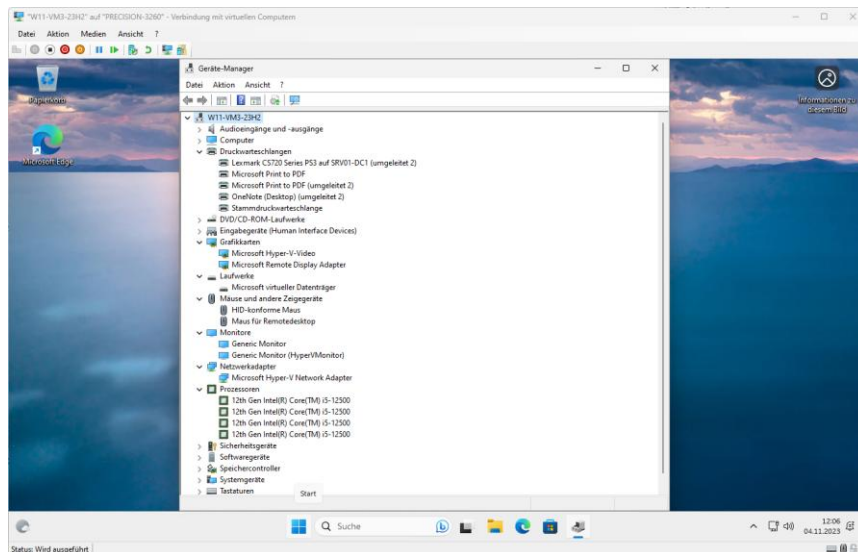 "W11-VM3-23H2" auf "PRECISION-3260" - Verbindung mit virtuellen Computern
Datei Aktion Medien Ansicht ?
Papierkorb
Microsoft Edge
Informationen zu
diesem Bild
Geräte-Manager
Datei Aktion Ansicht ?
W11-VM3-23H2
Audioeingänge und -ausgänge
Computer
Druckwarteschlangen
Lexmark CS720 Series PS3 auf SRV01-DC1 (umgeleitet 2)
Microsoft Print to PDF
Microsoft Print to PDF (umgeleitet 2)
OneNote (Desktop) (umgeleitet 2)
Stammdruckwarteschlange
DVD/CD-ROM-Laufwerke
Eingabegeräte (Human Interface Devices)
Grafikkarten
Microsoft Hyper-V-Video
Microsoft Remote Display Adapter
Laufwerke
Microsoft virtueller Datenträger
Mäuse und andere Zeigegeräte
HID-konforme Maus
Maus für Remotedesktop
Monitore
Generic Monitor
Generic Monitor (HyperVMonitor)
Netzwerkadapter
Microsoft Hyper-V Network Adapter
Prozessoren
12th Gen Intel(R) Core(TM) i5-12500
12th Gen Intel(R) Core(TM) i5-12500
12th Gen Intel(R) Core(TM) i5-12500
12th Gen Intel(R) Core(TM) i5-12500
Sicherheitsgeräte
Softwaregeräte
Speichercontroller
Systemgeräte
Tastaturen
Start
Suche
12:06
04.11.2023
Status: Wird ausgeführt